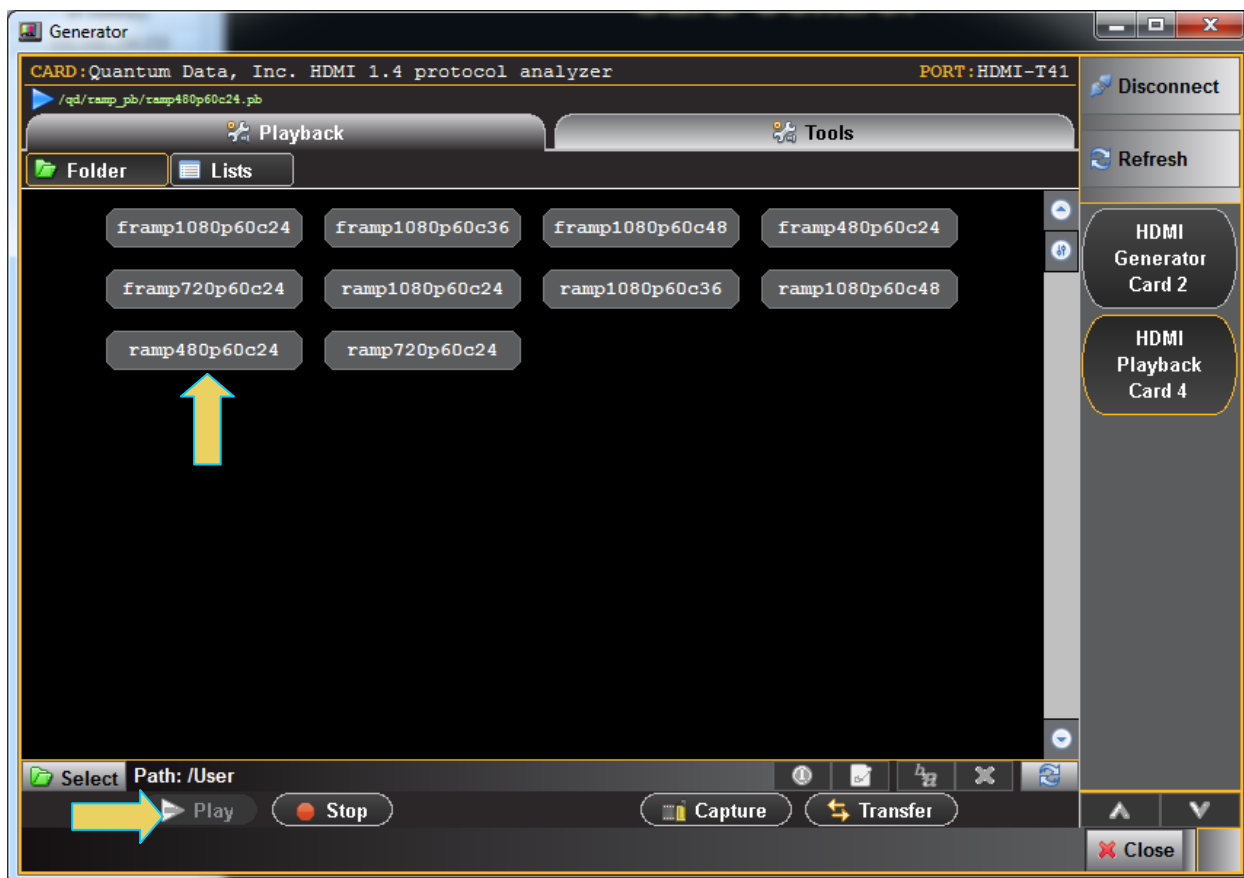 Generator
CARD:Quantum Data, Inc. HDMI 1.4 protocol analyzer PORT:HDMI-T41
/qd/ramp_pb/ramp480p60c24.pb
Playback Tools
Folder Lists
framp1080p60c24 framp1080p60c36 framp1080p60c48 framp480p60c24
framp720p60c24 ramp1080p60c24 ramp1080p60c36 ramp1080p60c48
ramp480p60c24 ramp720p60c24
Select Path: /User
Play Stop Capture Transfer
Disconnect
Refresh
HDMI
Generator
Card 2
HDMI
Playback
Card 4
Close